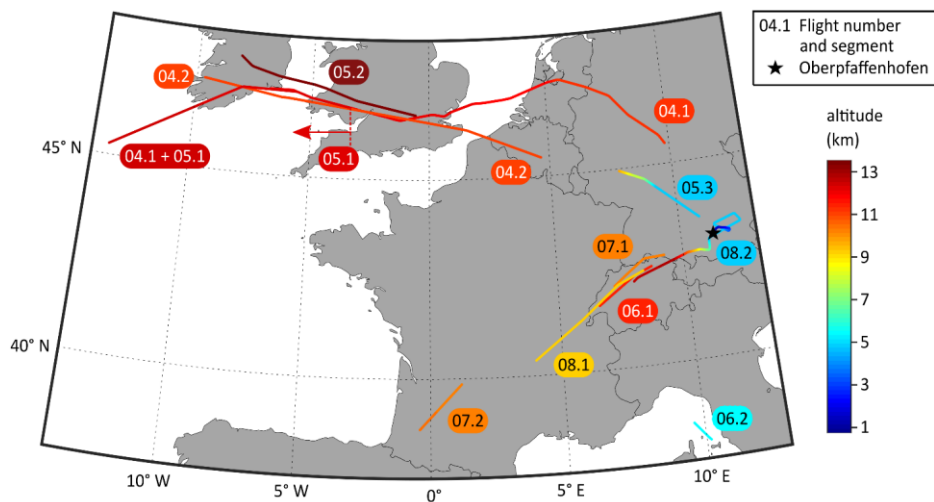 04.1 Flight number
and segment
★ Oberpfaffenhofen
05.2
04.2
04.1
45° N
04.1 + 05.1
05.1
04.2
05.3
altitude
(km)
13
11
9
7
5
3
1
07.1
08.2
06.1
40° N
08.1
07.2
06.2
10° W
5° W
0°
5° E
10° E